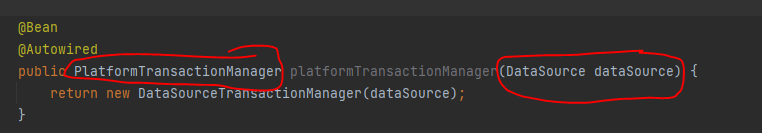 @Bean
@Autowired
public PlatformTransactionManager platformTransactionManager(DataSource dataSource) {
return new DataSourceTransactionManager(dataSource);
}